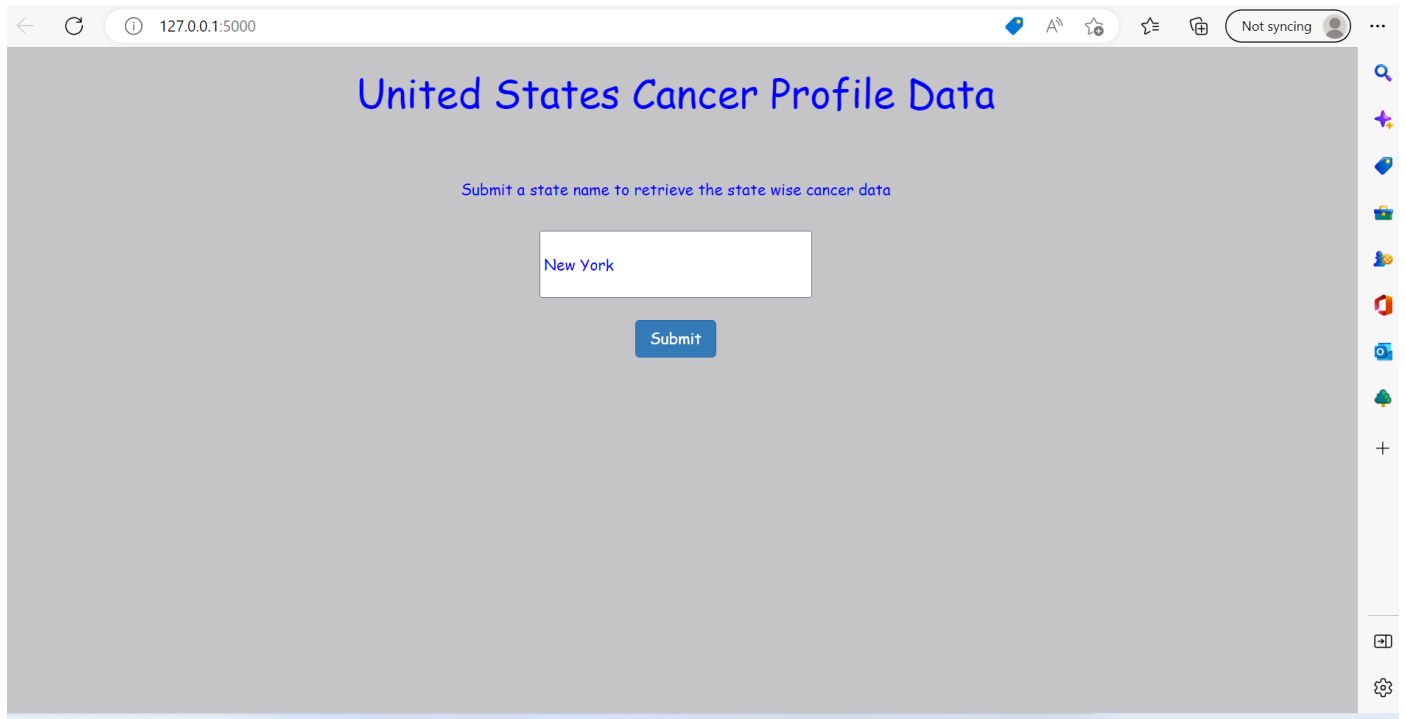 127.0.0.1:5000
Not syncing
United States Cancer Profile Data
Submit a state name to retrieve the state wise cancer data
New York
Submit